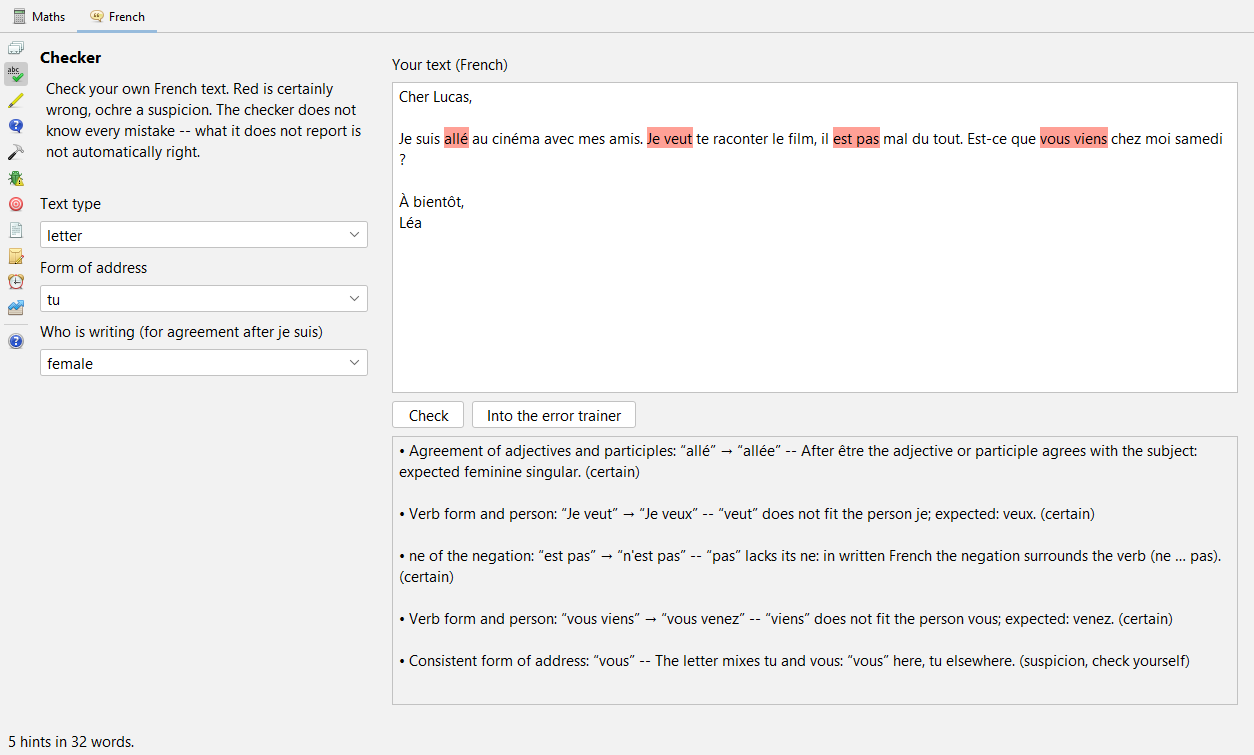 Maths
French
Checker
Check your own French text. Red is certainly
wrong, ochre a suspicion. The checker does not
know every mistake -- what it does not report is
not automatically right.
Text type
letter
Form of address
tu
Who is writing (for agreement after je suis)
female
Your text (French)
Cher Lucas,
Je suis allé au cinéma avec mes amis. Je veut te raconter le film, il est pas mal du tout. Est-ce que vous viens chez moi samedi
?
À bientôt,
Léa
Check
Into the error trainer
• Agreement of adjectives and participles: “allé” → “allée” -- After être the adjective or participle agrees with the subject:
expected feminine singular. (certain)
• Verb form and person: “Je veut” → “Je veux” -- “veut” does not fit the person je; expected: veux. (certain)
• ne of the negation: “est pas” → “n'est pas” -- “pas” lacks its ne: in written French the negation surrounds the verb (ne ... pas).
(certain)
• Verb form and person: “vous viens” → “vous venez” -- “viens” does not fit the person vous; expected: venez. (certain)
• Consistent form of address: “vous” -- The letter mixes tu and vous: “vous” here, tu elsewhere. (suspicion, check yourself)
5 hints in 32 words.